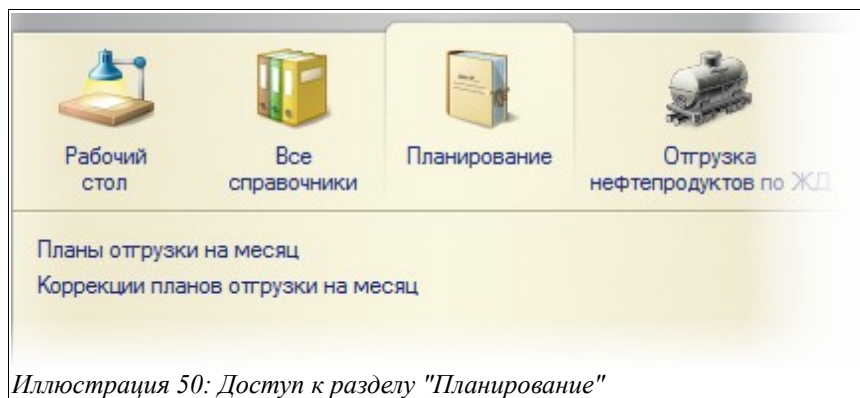 Рабочий
стол
Все
справочники
Планирование
Отгрузка
нефтепродуктов по ЖД
Планы отгрузки на месяц
Коррекции планов отгрузки на месяц
Иллюстрация 50: Доступ к разделу "Планирование"